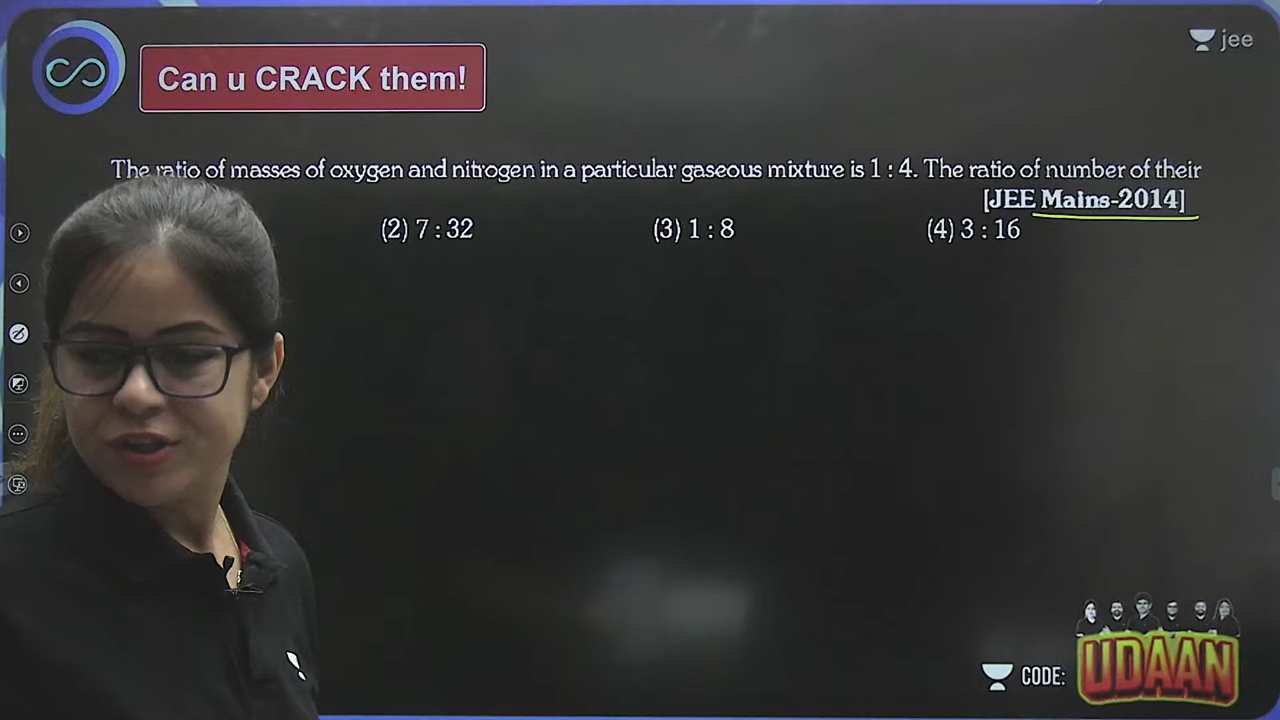 jee
Can u CRACK them!
The ratio of masses of oxygen and nitrogen in a particular gaseous mixture is 1 : 4. The ratio of number of their
[JEE Mains-2014]
(2) 7 : 32 (3) 1 : 8 (4) 3 : 16
CODE: UDAAN